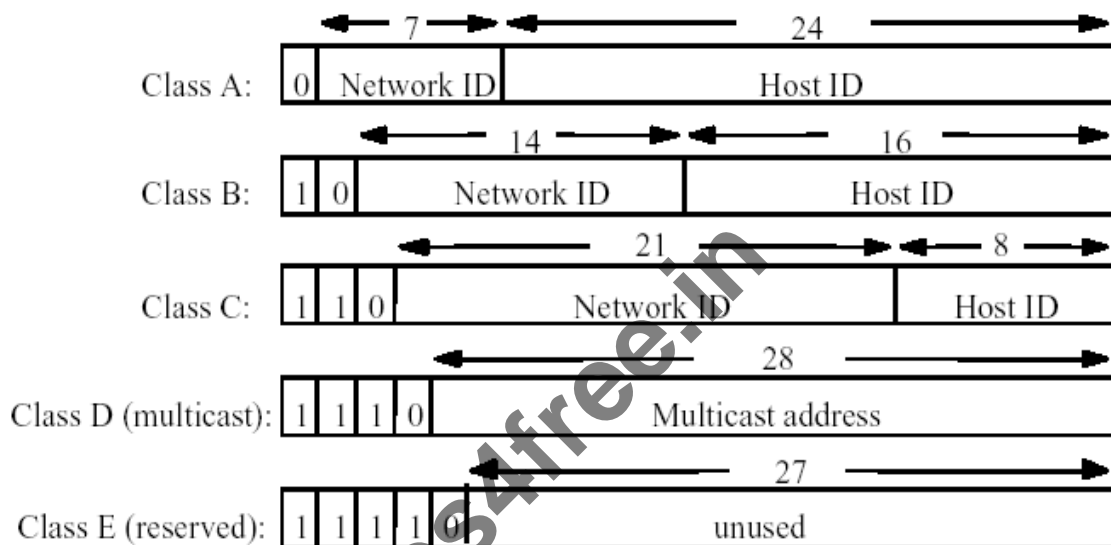 7 24
Class A: 0 Network ID Host ID
14 16
Class B: 1 0 Network ID Host ID
21 8
Class C: 1 1 0 Network ID Host ID
28
Class D (multicast): 1 1 1 0 Multicast address
27
Class E (reserved): 1 1 1 1 0 unused
s4free.in